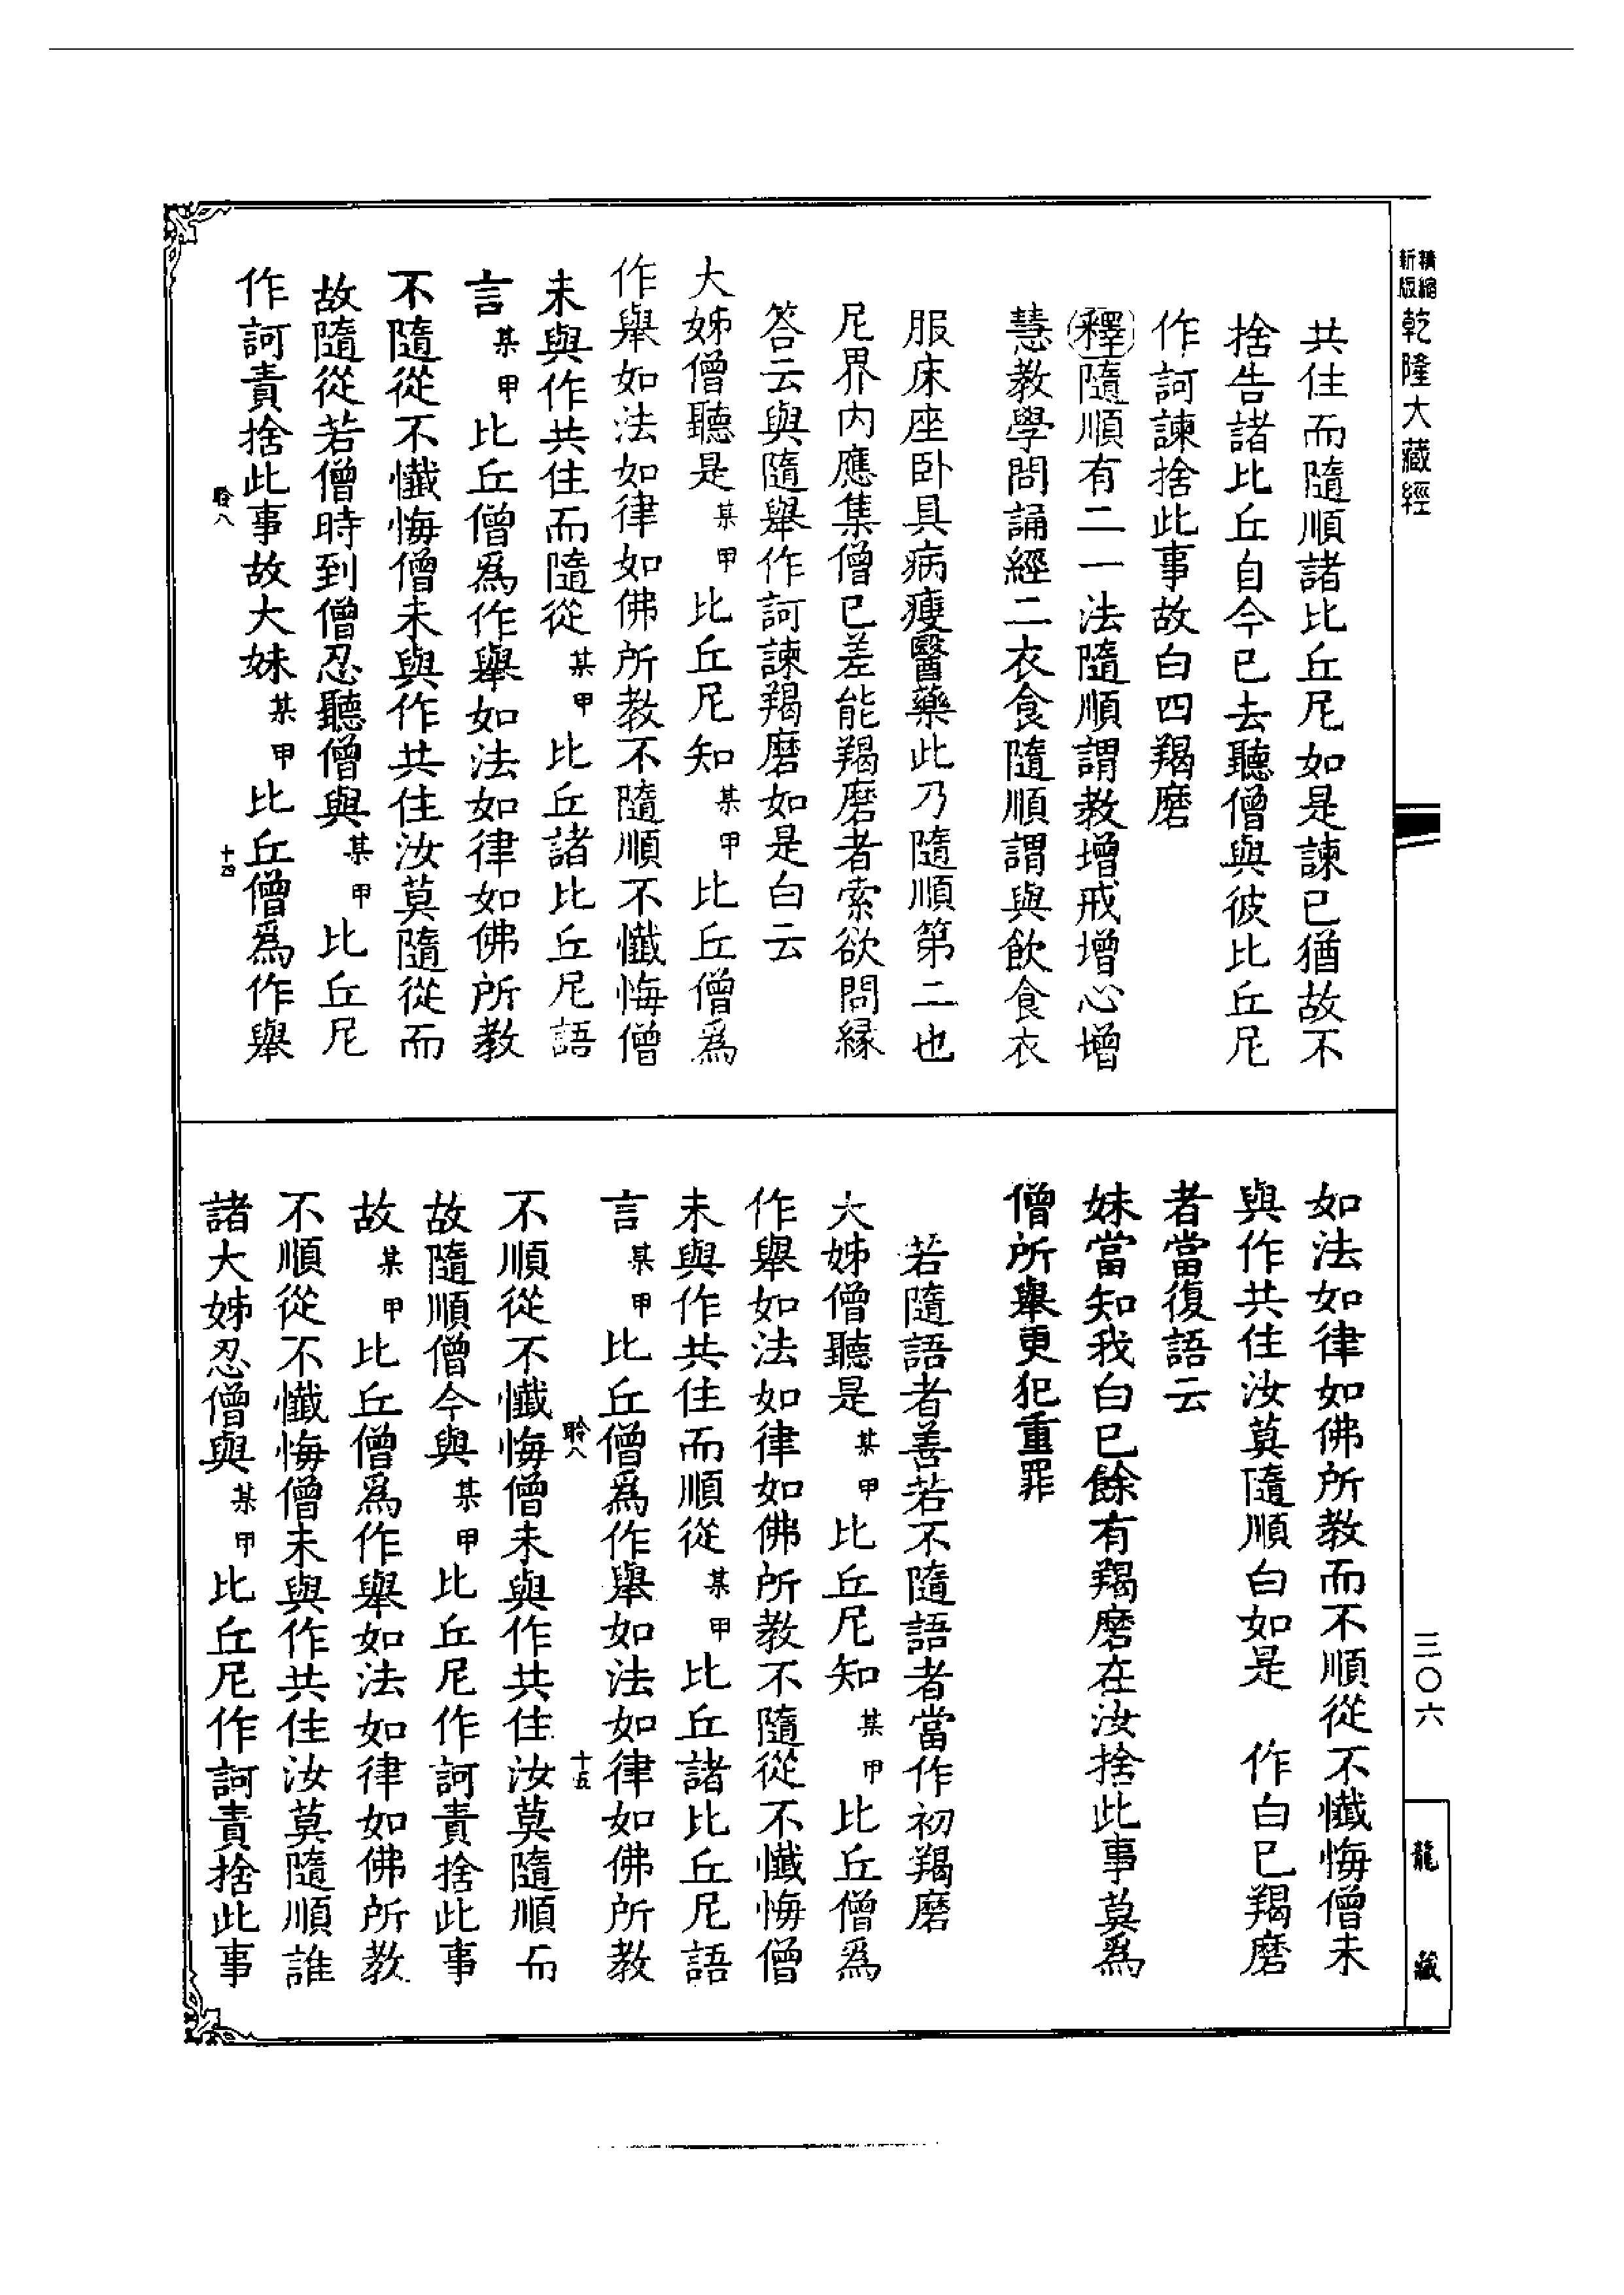 精縮新版乾隆大藏經
共住而隨順諸比丘尼如是諫已猶故不
捨告諸比丘自今已去聽僧與彼比丘尼
作訶諫捨此事故白四羯磨
釋隨順有二一法隨順謂教增戒增心增
慧教學問誦經二衣食隨順謂與飲食衣
服床座卧具病瘦醫藥此乃隨順第二也
尼界內應集僧已差能羯磨者索欲問緣
答云與隨舉作訶諫羯磨如是白云
大姊僧聽是某甲比丘尼知某甲比丘僧爲
作舉如法如律如佛所教不隨順不懺悔僧
未與作共住而隨從某甲比丘諸比丘尼語
言某甲比丘僧爲作舉如法如律如佛所教
不隨從不懺悔僧未與作共住汝莫隨從而
故隨從若僧時到僧忍聽僧與某甲比丘尼
作訶責捨此事故大妹某甲比丘僧爲作舉
聆八 十四
如法如律如佛所教而不順從不懺悔僧未
與作共住汝莫隨順白如是 作白已羯磨
者當復語云
妹當知我白已餘有羯磨在汝捨此事莫爲
僧所舉更犯重罪
若隨語者善若不隨語者當作初羯磨
大姊僧聽是某甲比丘尼知某甲比丘僧爲
作舉如法如律如佛所教不隨從不懺悔僧
未與作共住而順從某甲比丘諸比丘尼語
言某甲比丘僧爲作舉如法如律如佛所教
聆八 十五
不順從不懺悔僧未與作共住汝莫隨順而
故隨順僧今與某甲比丘尼作訶責捨此事
故某甲比丘僧爲作舉如法如律如佛所教
不順從不懺悔僧未與作共住汝莫隨順誰
諸大姊忍僧與某甲比丘尼作訶責捨此事
三〇六
龍藏